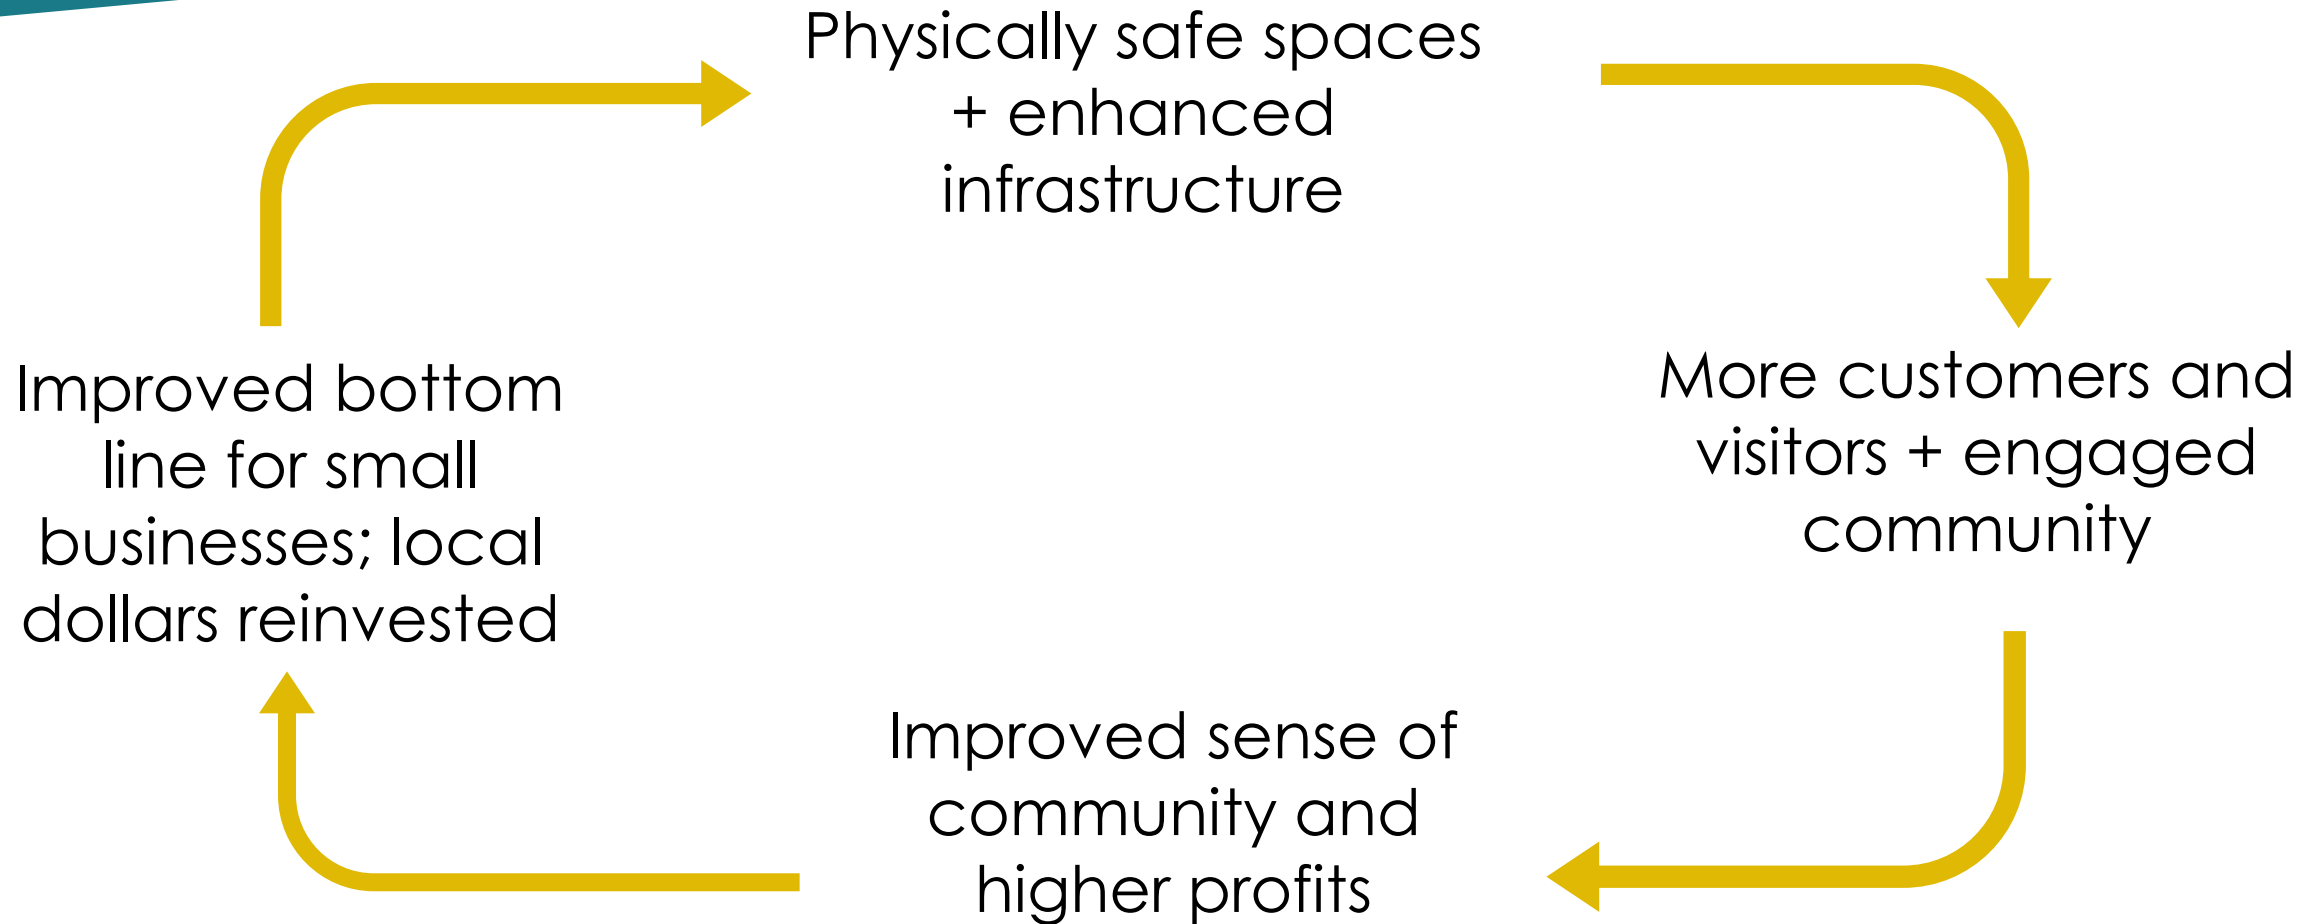 Physically safe spaces
+ enhanced
infrastructure
More customers and
visitors + engaged
community
Improved sense of
community and
higher profits
Improved bottom
line for small
businesses; local
dollars reinvested